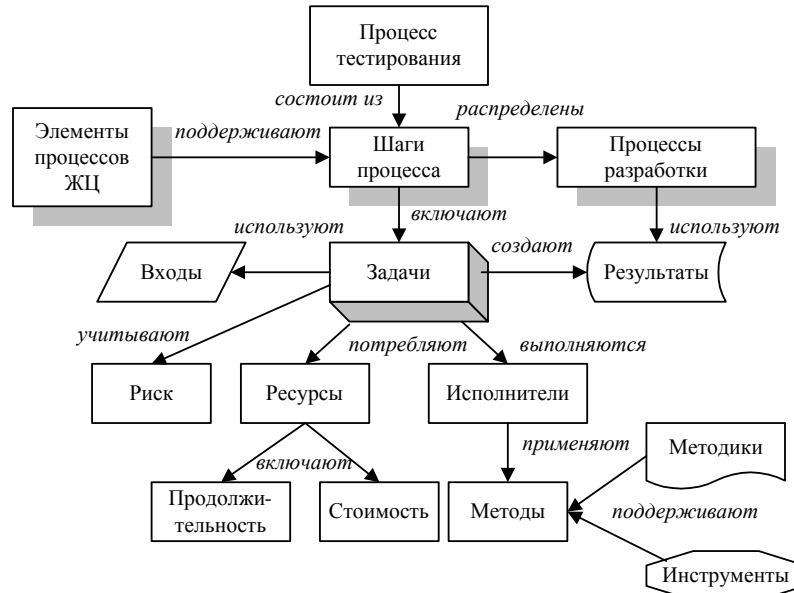 Процесс
тестирования
состоит из
распределены
Элементы
процессов
ЖЦ
поддерживают
Шаги
процесса
Процессы
разработки
используют
включают
создают
используют
Входы
Задачи
Результаты
учитывают
потребляют
выполняются
Риск
Ресурсы
Исполнители
включают
применяют
Методики
Продолжи-
тельность
Стоимость
Методы
поддерживают
Инструменты